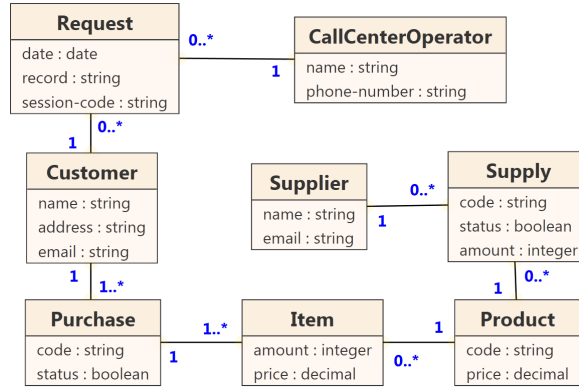 Request
date : date
record : string
session-code : string
0..*
1
CallCenterOperator
name : string
phone-number : string
0..*
1
Customer
name : string
address : string
email : string
Supplier
name : string
email : string
0..*
1
Supply
code : string
status : boolean
amount : integer
1
1..*
0..*
1
Purchase
code : string
status : boolean
1..*
1
Item
amount : integer
price : decimal
1
0..*
Product
code : string
price : decimal